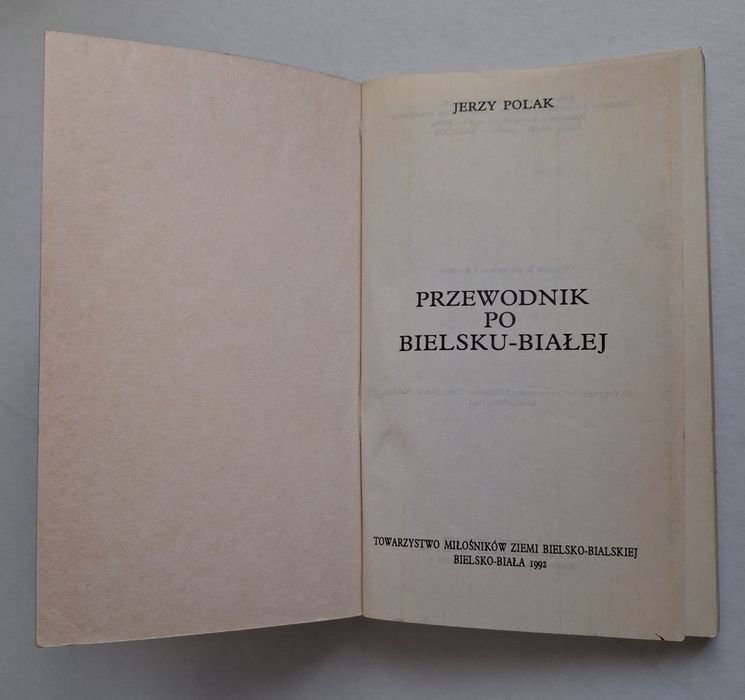 JERZY POLAK
PRZEWODNIK
PO
BIELSKU-BIAŁEJ
TOWARZYSTWO MIŁOŚNIKÓW ZIEMI BIELSKO-BIALSKIEJ
BIELSKO-BIAŁA 1992